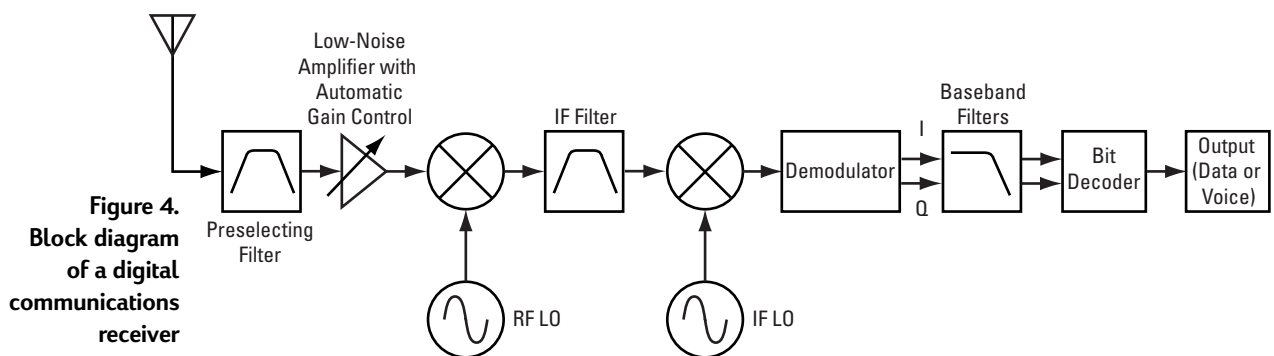 Low-Noise
Amplifier with
Automatic
Gain Control
IF Filter
Baseband
Filters
I
Q
Demodulator
Bit
Decoder
Output
(Data or
Voice)
Preselecting
Filter
RF LO
IF LO
Figure 4.
Block diagram
of a digital
communications
receiver